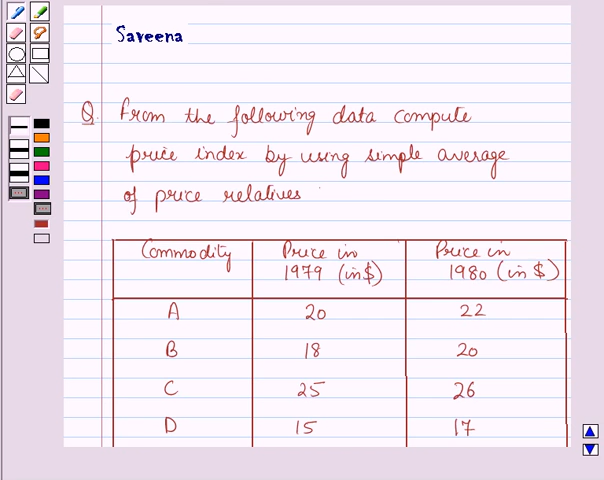 Saveena
Q. From the following data compute
price index by using simple average
of price relatives
Commodity Price in 1979 (in $) Price in 1980 (in $)
A 20 22
B 18 20
C 25 26
D 15 17